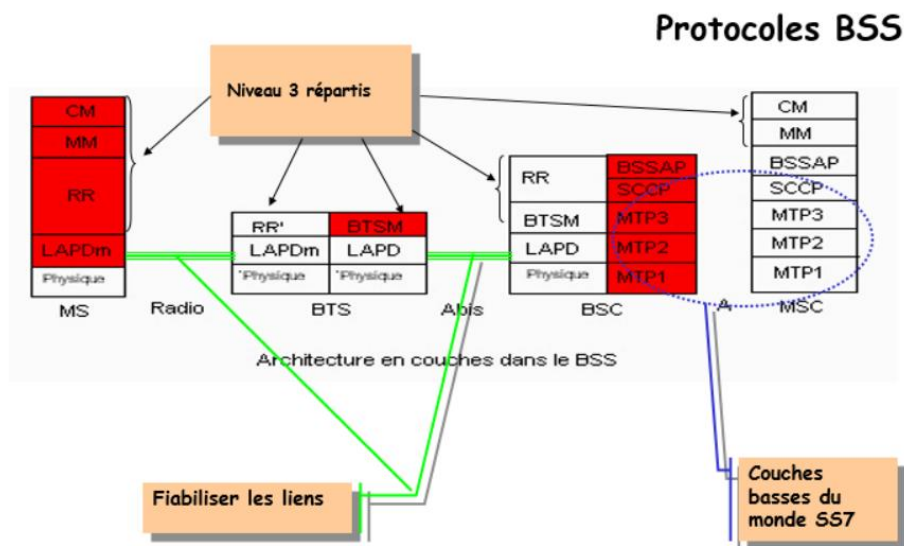 Protocoles BSS
Niveau 3 répartis
CM
MM
RR
LAPDm
Physique
MS
Radio
RR'
LAPDm
Physique
BTSM
LAPD
Physique
BTS
Abis
RR
BTSM
LAPD
Physique
BSSAP
SCCP
MTP3
MTP2
MTP1
BSC
A
CM
MM
BSSAP
SCCP
MTP3
MTP2
MTP1
MSC
Architecture en couches dans le BSS
Fiabiliser les liens
Couches
basses du
monde SS7